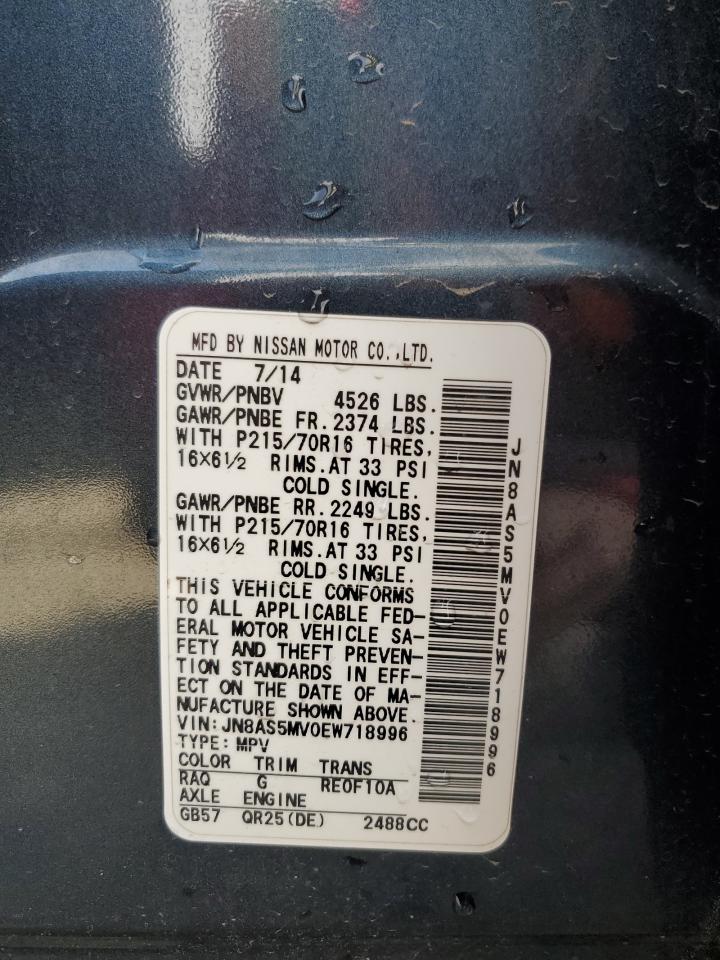 MFD BY NISSAN MOTOR CO.,LTD.
DATE 7/14
GVWR/PNBV 4526 LBS.
GAWR/PNBE FR. 2374 LBS.
WITH P215/70R16 TIRES,
16X6½ RIMS.AT 33 PSI
COLD SINGLE.
GAWR/PNBE RR. 2249 LBS.
WITH P215/70R16 TIRES,
16X6½ RIMS.AT 33 PSI
COLD SINGLE.
THIS VEHICLE CONFORMS
TO ALL APPLICABLE FED-
ERAL MOTOR VEHICLE SA-
FETY AND THEFT PREVEN-
TION STANDARDS IN EFF-
ECT ON THE DATE OF MA-
NUFACTURE SHOWN ABOVE.
VIN: JN8AS5MV0EW718996
TYPE: MPV
COLOR TRIM TRANS
RAQ G RE0F10A
AXLE ENGINE
GB57 QR25(DE) 2488CC
JN8AS5MV0EW718996